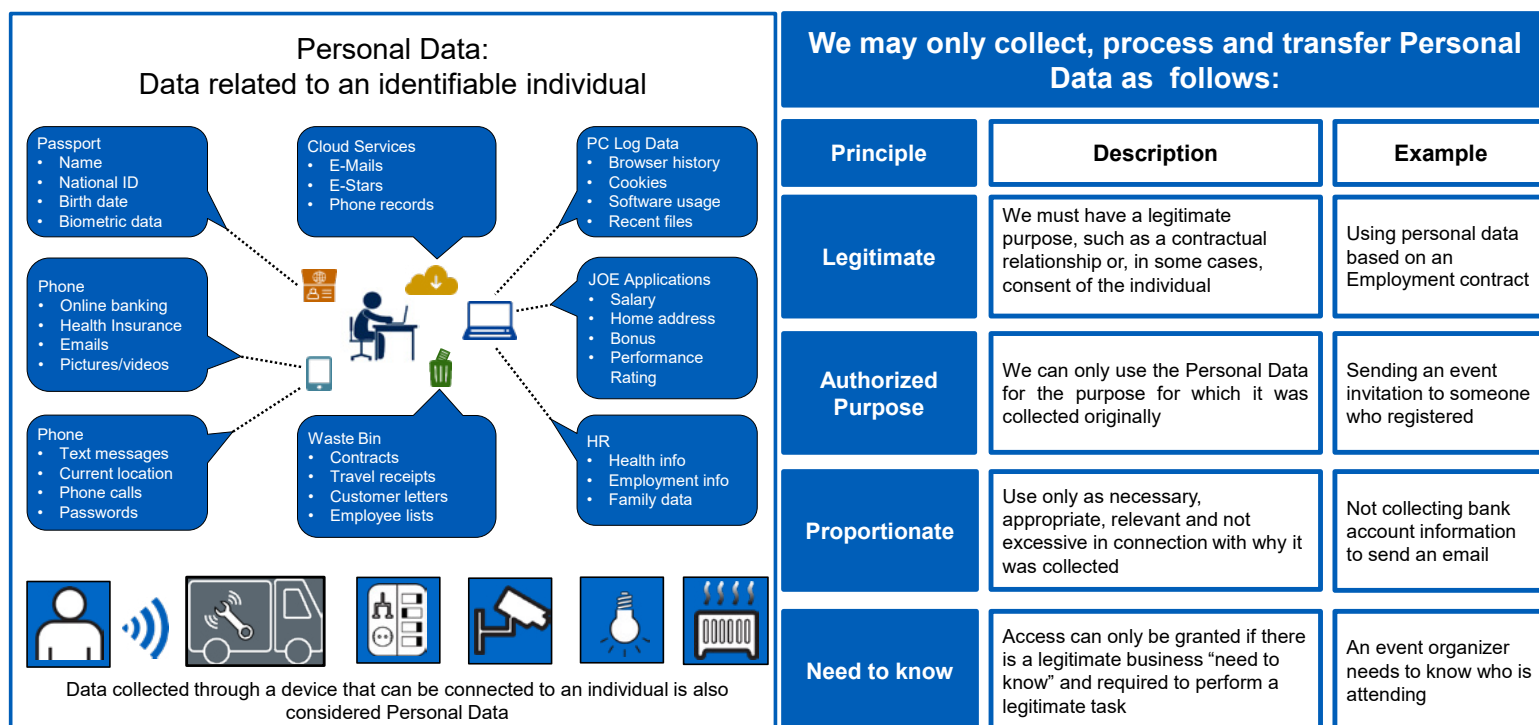 Personal Data:
Data related to an identifiable individual
Passport
• Name
• National ID
• Birth date
• Biometric data
Cloud Services
• E-Mails
• E-Stars
• Phone records
PC Log Data
• Browser history
• Cookies
• Software usage
• Recent files
Phone
• Online banking
• Health Insurance
• Emails
• Pictures/videos
JOE Applications
• Salary
• Home address
• Bonus
• Performance
Rating
Phone
• Text messages
• Current location
• Phone calls
• Passwords
Waste Bin
• Contracts
• Travel receipts
• Customer letters
• Employee lists
HR
• Health info
• Employment info
• Family data
Data collected through a device that can be connected to an individual is also
considered Personal Data
We may only collect, process and transfer Personal
Data as follows:
Principle
Description
Example
Legitimate
We must have a legitimate
purpose, such as a contractual
relationship or, in some cases,
consent of the individual
Using personal data
based on an
Employment contract
Authorized
Purpose
We can only use the Personal Data
for the purpose for which it was
collected originally
Sending an event
invitation to someone
who registered
Proportionate
Use only as necessary,
appropriate, relevant and not
excessive in connection with why it
was collected
Not collecting bank
account information
to send an email
Need to know
Access can only be granted if there
is a legitimate business “need to
know” and required to perform a
legitimate task
An event organizer
needs to know who is
attending